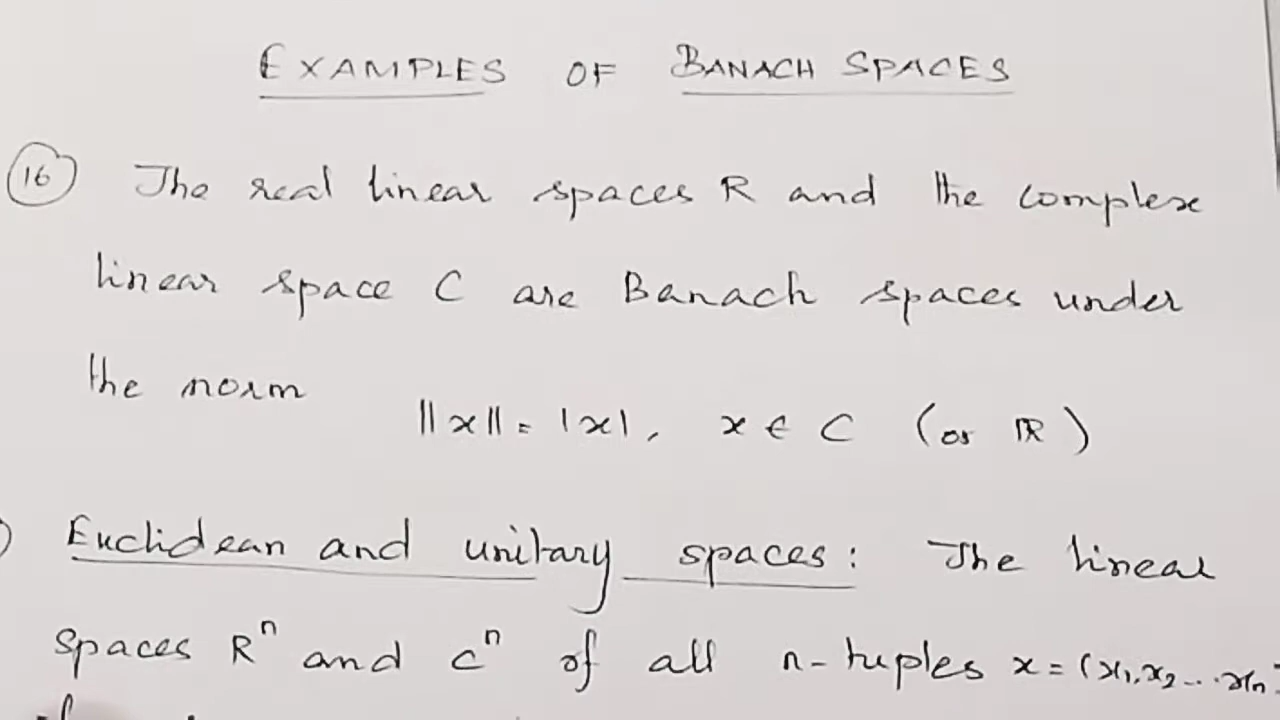 EXAMPLES OF BANACH SPACES
16 The real linear spaces R and the complex
linear space C are Banach spaces under
the norm
||x|| = |x|, x ∈ C (or ℝ)
Euclidean and unitary spaces: The linear
spaces Rⁿ and Cⁿ of all n-tuples x = (x₁, x₂ ... xₙ)